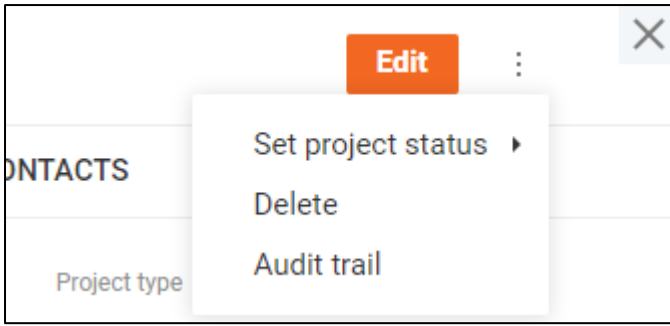 Edit
Set project status
ONTACTS
Delete
Audit trail
Project type